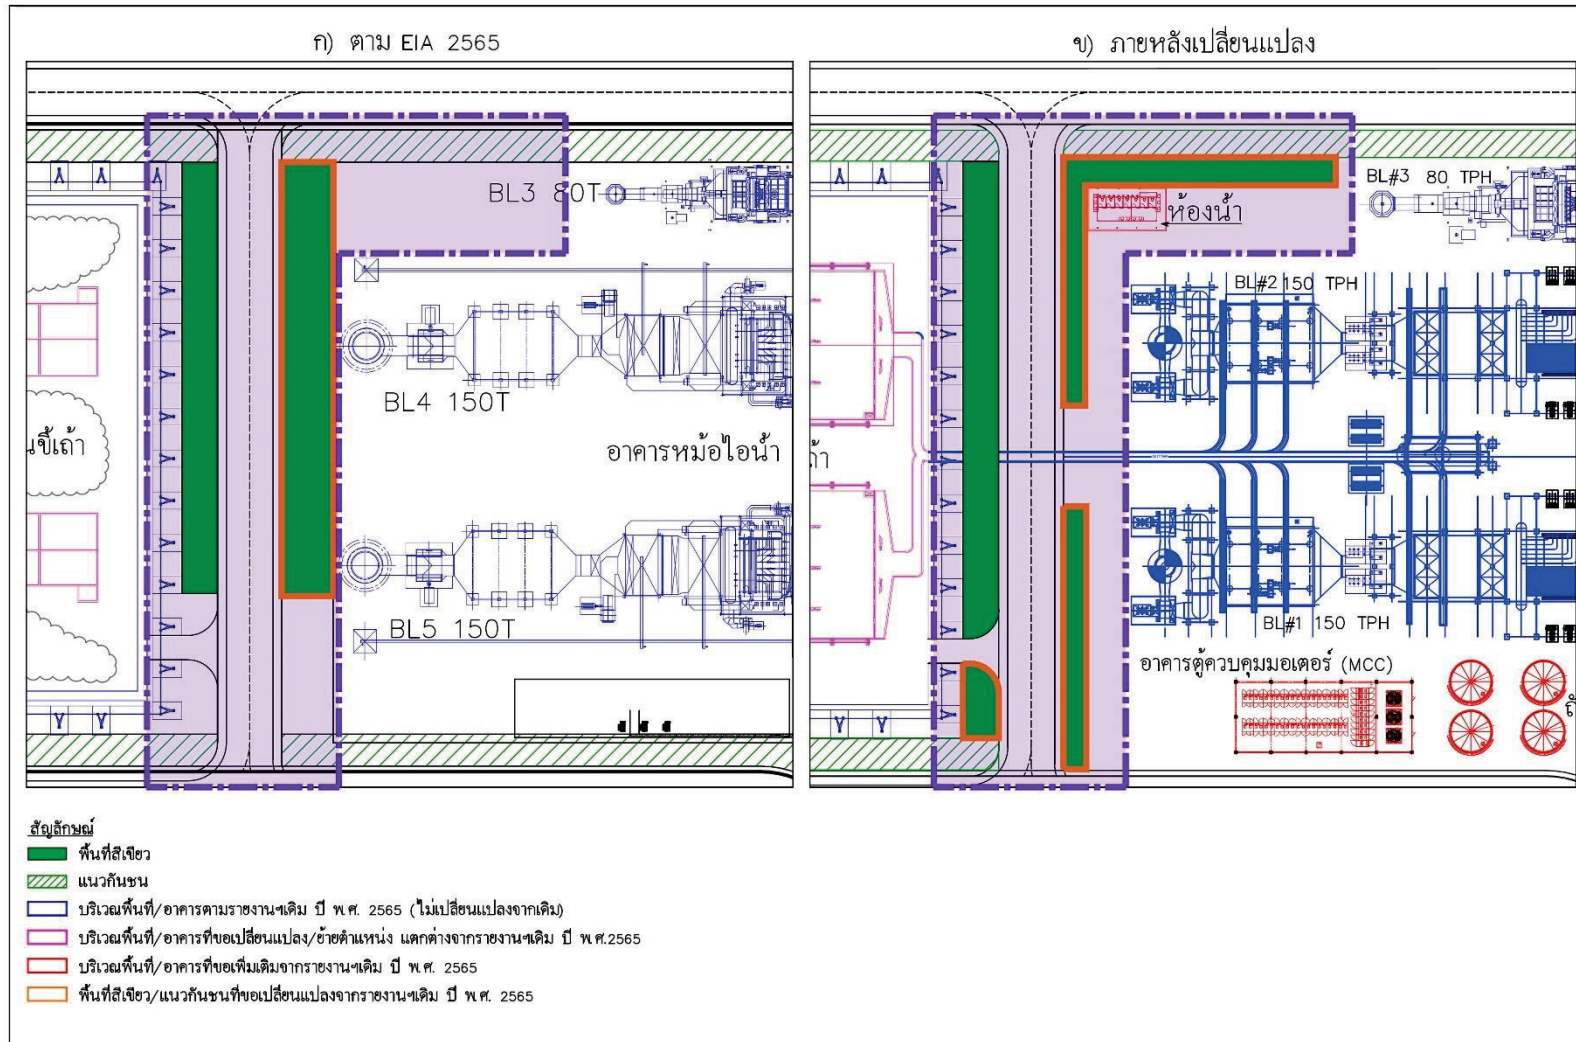 ก) ตาม EIA 2565
ข) ภายหลังเปลี่ยนแปลง
BL3 80T
BL4 150T
นขี้เถ้า
อาคารหม้อไอน้ำ
BL5 150T
BL#3 80 TPH
ห้องน้ำ
BL#2 150 TPH
ถ้า
BL#1 150 TPH
อาคารตู้ควบคุมมอเตอร์ (MCC)
สัญลักษณ์
พื้นที่สีเขียว
แนวกันชน
บริเวณพื้นที่/อาคารตามรายงานฯเดิม ปี พ.ศ. 2565 (ไม่เปลี่ยนแปลงจากเดิม)
บริเวณพื้นที่/อาคารที่ขอเปลี่ยนแปลง/ย้ายตำแหน่ง แตกต่างจากรายงานฯเดิม ปี พ.ศ.2565
บริเวณพื้นที่/อาคารที่ขอเพิ่มเติมจากรายงานฯเดิม ปี พ.ศ. 2565
พื้นที่สีเขียว/แนวกันชนที่ขอเปลี่ยนแปลงจากรายงานฯเดิม ปี พ.ศ. 2565